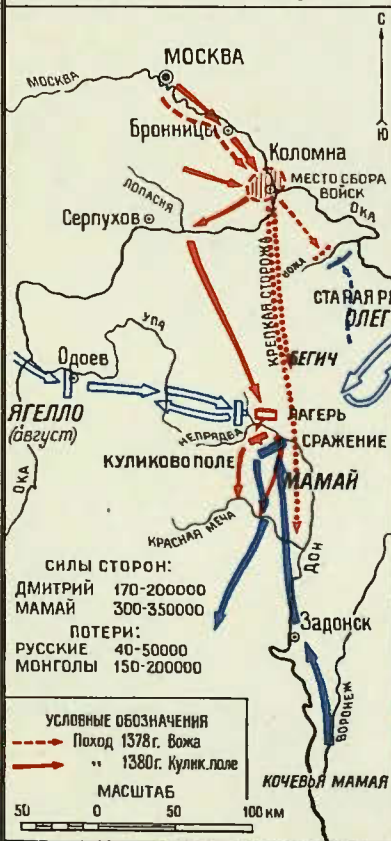 С
Ю
МОСКВА
МОСКВА
Бронницы
Коломна
МЕСТО СБОРА
ВОЙСК
ОКА
ЛОПАСНЯ
Серпухов
ВОЖА
КРЕПКАЯ СТОРОЖА
СТАРАЯ РЯ
ОЛЕГ
УПА
БЕГИЧ
Одоев
ЯГЕЛЛО
(август)
ЛАГЕРЬ
НЕПРЯДВА
СРАЖЕНИЕ
КУЛИКОВО ПОЛЕ
МАМАЙ
ОКА
КРАСНАЯ МЕЧА
ДОН
СИЛЫ СТОРОН:
ДМИТРИЙ 170-200000
МАМАЙ 300-350000
ПОТЕРИ:
РУССКИЕ 40-50000
МОНГОЛЫ 150-200000
Задонск
ВОРОНЕЖ
УСЛОВНЫЕ ОБОЗНАЧЕНИЯ
Поход 1378г. Вожа
" 1380г. Кулик.поле
КОЧЕВЬЯ МАМАЯ
МАСШТАБ
50 0 50 100 КМ